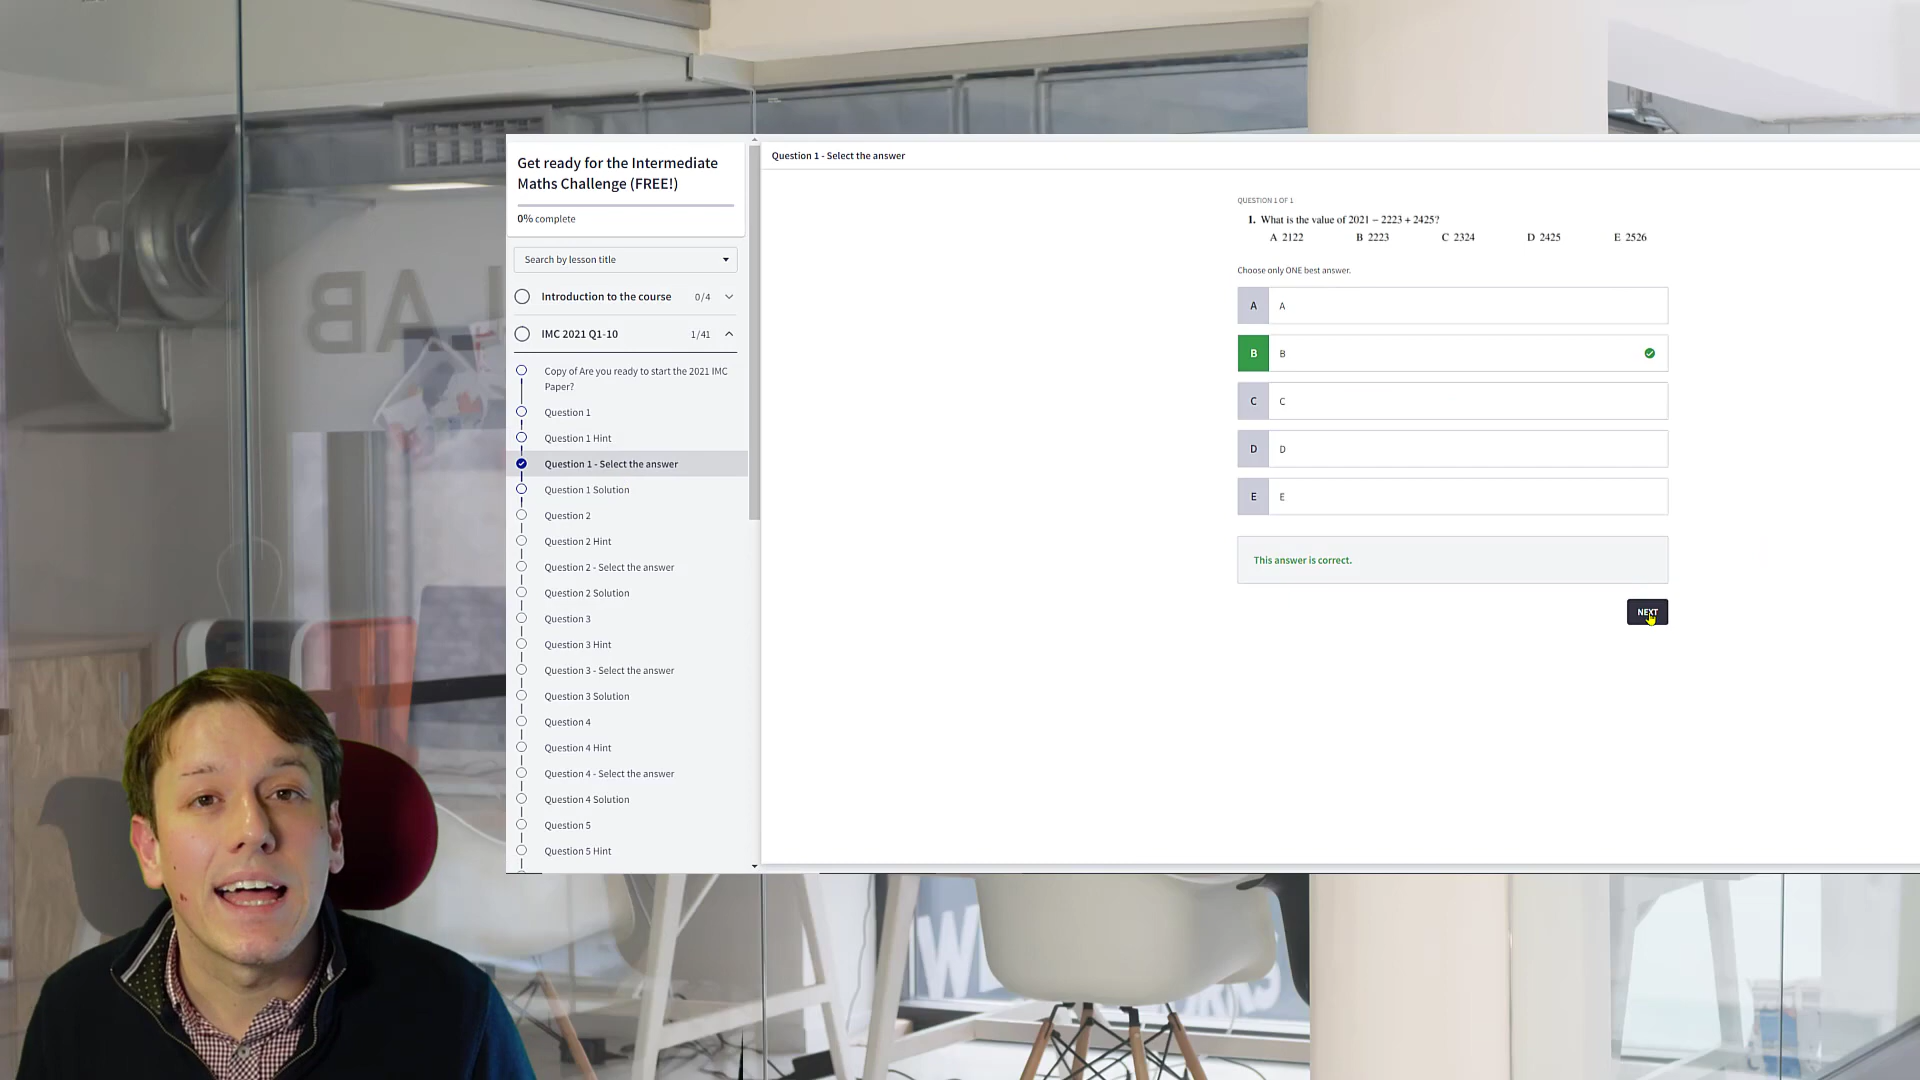 Get ready for the Intermediate
Maths Challenge (FREE!)
0% complete
Search by lesson title
Introduction to the course 0/4
IMC 2021 Q1-10 1/41
Copy of Are you ready to start the 2021 IMC
Paper?
Question 1
Question 1 Hint
Question 1 - Select the answer
Question 1 Solution
Question 2
Question 2 Hint
Question 2 - Select the answer
Question 2 Solution
Question 3
Question 3 Hint
Question 3 - Select the answer
Question 3 Solution
Question 4
Question 4 Hint
Question 4 - Select the answer
Question 4 Solution
Question 5
Question 5 Hint
Question 1 - Select the answer
QUESTION 1 OF 1
1. What is the value of 2021 − 2223 + 2425?
A 2122 B 2223 C 2324 D 2425 E 2526
Choose only ONE best answer.
A A
B B
C C
D D
E E
This answer is correct.
NEXT